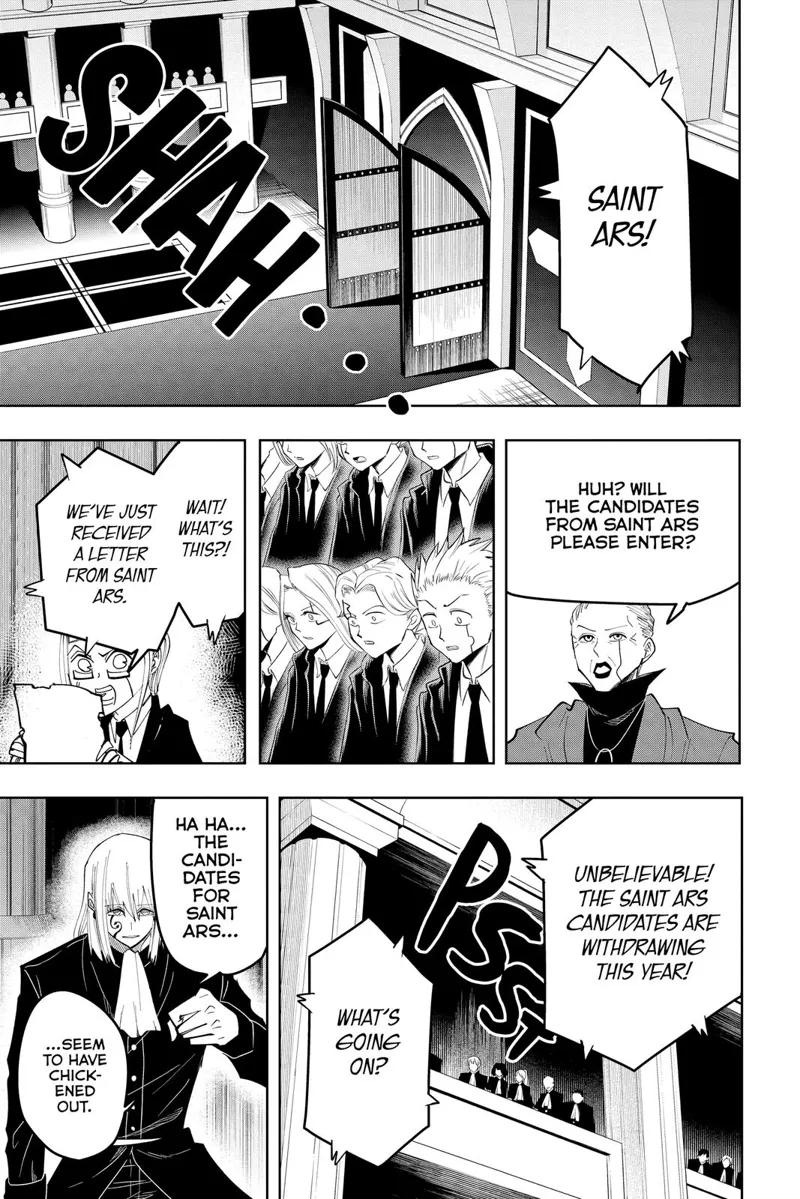 SAINT
ARS!
SHAH
HUH? WILL
THE CANDIDATES
FROM SAINT ARS
PLEASE ENTER?
WAIT!
WHAT'S
THIS?!
WE'VE JUST
RECEIVED
A LETTER
FROM SAINT
ARS.
UNBELIEVABLE!
THE SAINT ARS
CANDIDATES ARE
WITHDRAWING
THIS YEAR!
PSSST
WHAT'S
GOING
ON?
HA HA...
THE
CANDI-
DATES
FOR
SAINT
ARS...
...SEEM
TO HAVE
CHICK-
ENED
OUT.